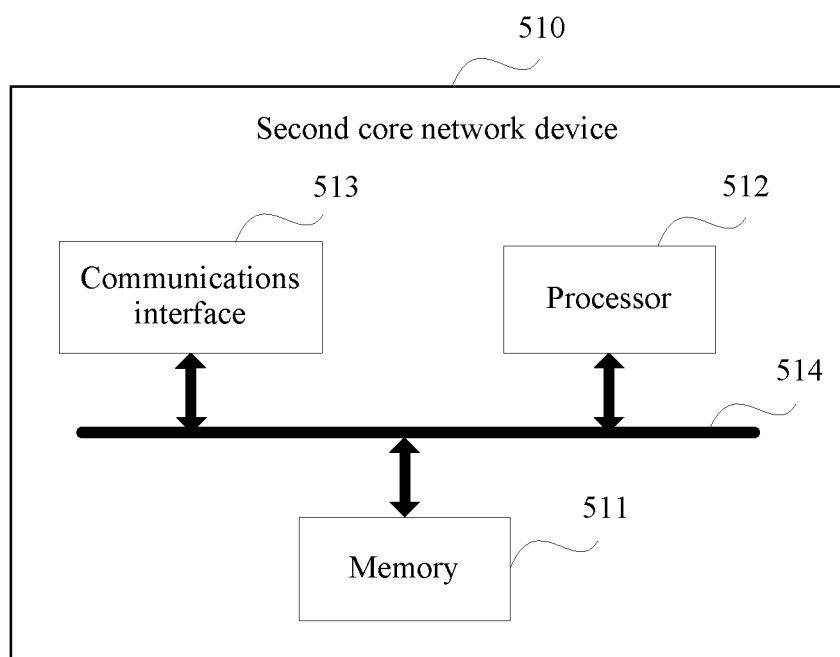 510
Second core network device
513
512
Communications
interface
Processor
514
511
Memory